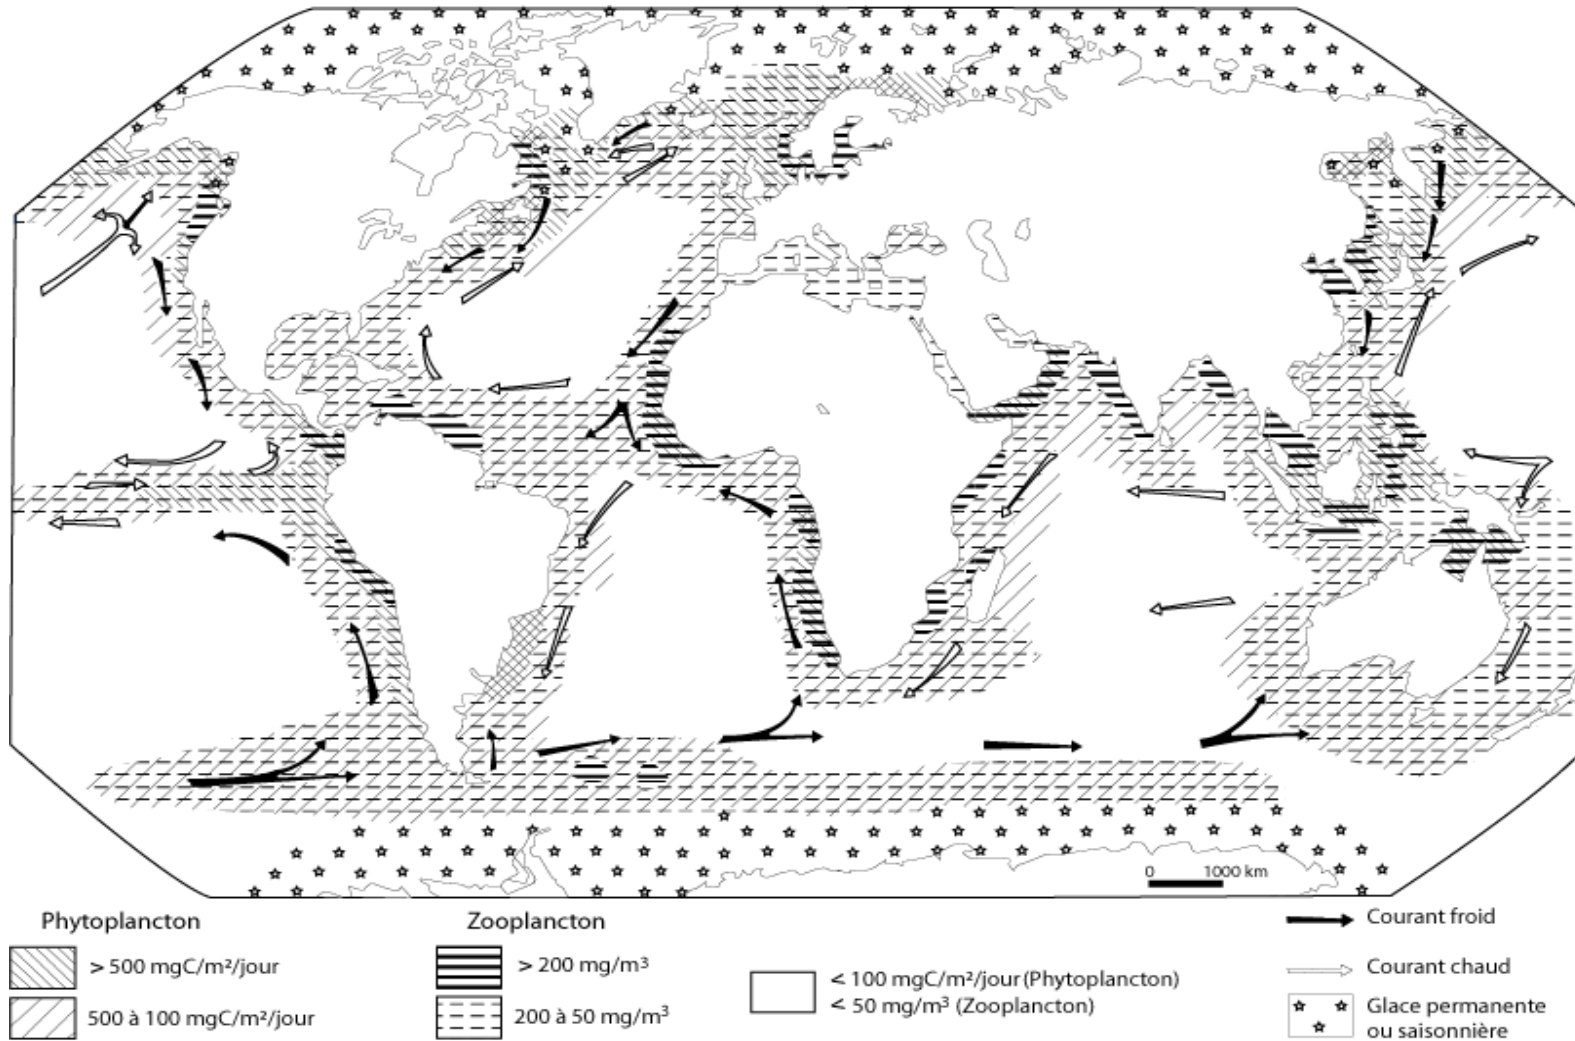 0 1000 km
Phytoplancton
> 500 mgC/m²/jour
500 à 100 mgC/m²/jour
Zooplancton
> 200 mg/m³
200 à 50 mg/m³
< 100 mgC/m²/jour (Phytoplancton)
< 50 mg/m³ (Zooplancton)
Courant froid
Courant chaud
Glace permanente
ou saisonnière